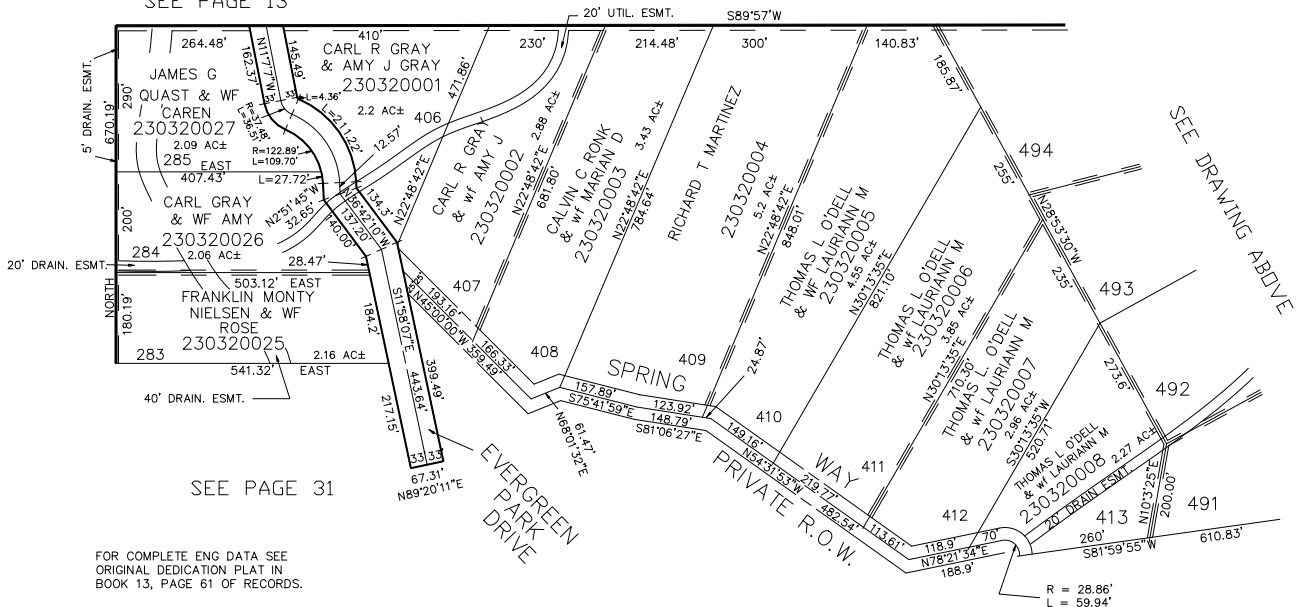 SEE PAGE 13
20' UTIL. ESMT.
S89°57'W
264.48'
410'
230'
214.48'
300'
140.83'
5' DRAIN. ESMT.
670.19'
290'
JAMES G
QUAST & WF
CAREN
230320027
2.09 AC±
285
EAST
407.43'
162.37'
N11°7'7"W
145.49'
33'
33'
L=4.36'
L=211.22'
R=37.48'
L=36.51'
R=122.89'
L=109.70'
L=27.72'
CARL R GRAY
& AMY J GRAY
230320001
2.2 AC±
406
12.57'
471.86'
N22°48'42"E
CARL R GRAY
& wf AMY J
230320002
2.88 AC±
N22°48'42"E
681.80'
407
CALVIN C RONK
& wf MARIAN D
230320003
3.43 AC±
N22°48'42"E
784.64'
408
RICHARD T MARTINEZ
230320004
5.2 AC±
N22°48'42"E
848.01'
409
THOMAS L O'DELL
& WF LAURIANN M
230320005
4.55 AC±
N30°13'35"E
821.10'
410
THOMAS L. O'DELL
& wf LAURIANN M
230320006
3.85 AC±
N30°13'35"E
710.30'
411
THOMAS L. O'DELL
& wf LAURIANN M
230320007
2.96 AC±
S30°13'35"W
520.71'
412
THOMAS L O'DELL
& wf LAURIANN M
230320008
2.27 AC±
20' DRAIN ESMT.
413
185.87'
494
255'
N28°53'30"W
235'
493
273.6'
492
N10°3'25"E
200.00'
491
260'
S81°59'55"W
610.83'
SEE DRAWING ABOVE
200'
CARL GRAY
& WF AMY
230320026
2.06 AC±
284
20' DRAIN. ESMT.
N2°51'45"W
32.65'
134.3'
N36°42'10"W
137.20'
140.00'
28.47'
503.12'
EAST
NORTH
180.19'
FRANKLIN MONTY
NIELSEN & WF
ROSE
230320025
2.16 AC±
283
541.32'
EAST
40' DRAIN. ESMT.
184.2'
S11°58'07"E
399.49'
443.64'
217.15'
33'
33'
67.31'
N89°20'11"E
EVERGREEN
PARK
DRIVE
193.16'
N45°00'00"W
359.49'
166.33'
61.47'
N68°01'32"E
157.89'
S75°41'59"E
123.92'
148.79'
S81°06'27"E
24.87'
149.16'
N54°31'53"W
219.77'
482.54'
113.61'
SPRING
WAY
PRIVATE R.O.W.
118.9'
70'
N78°21'34"E
188.9'
R = 28.86'
L = 59.94'
SEE PAGE 31
FOR COMPLETE ENG DATA SEE
ORIGINAL DEDICATION PLAT IN
BOOK 13, PAGE 61 OF RECORDS.